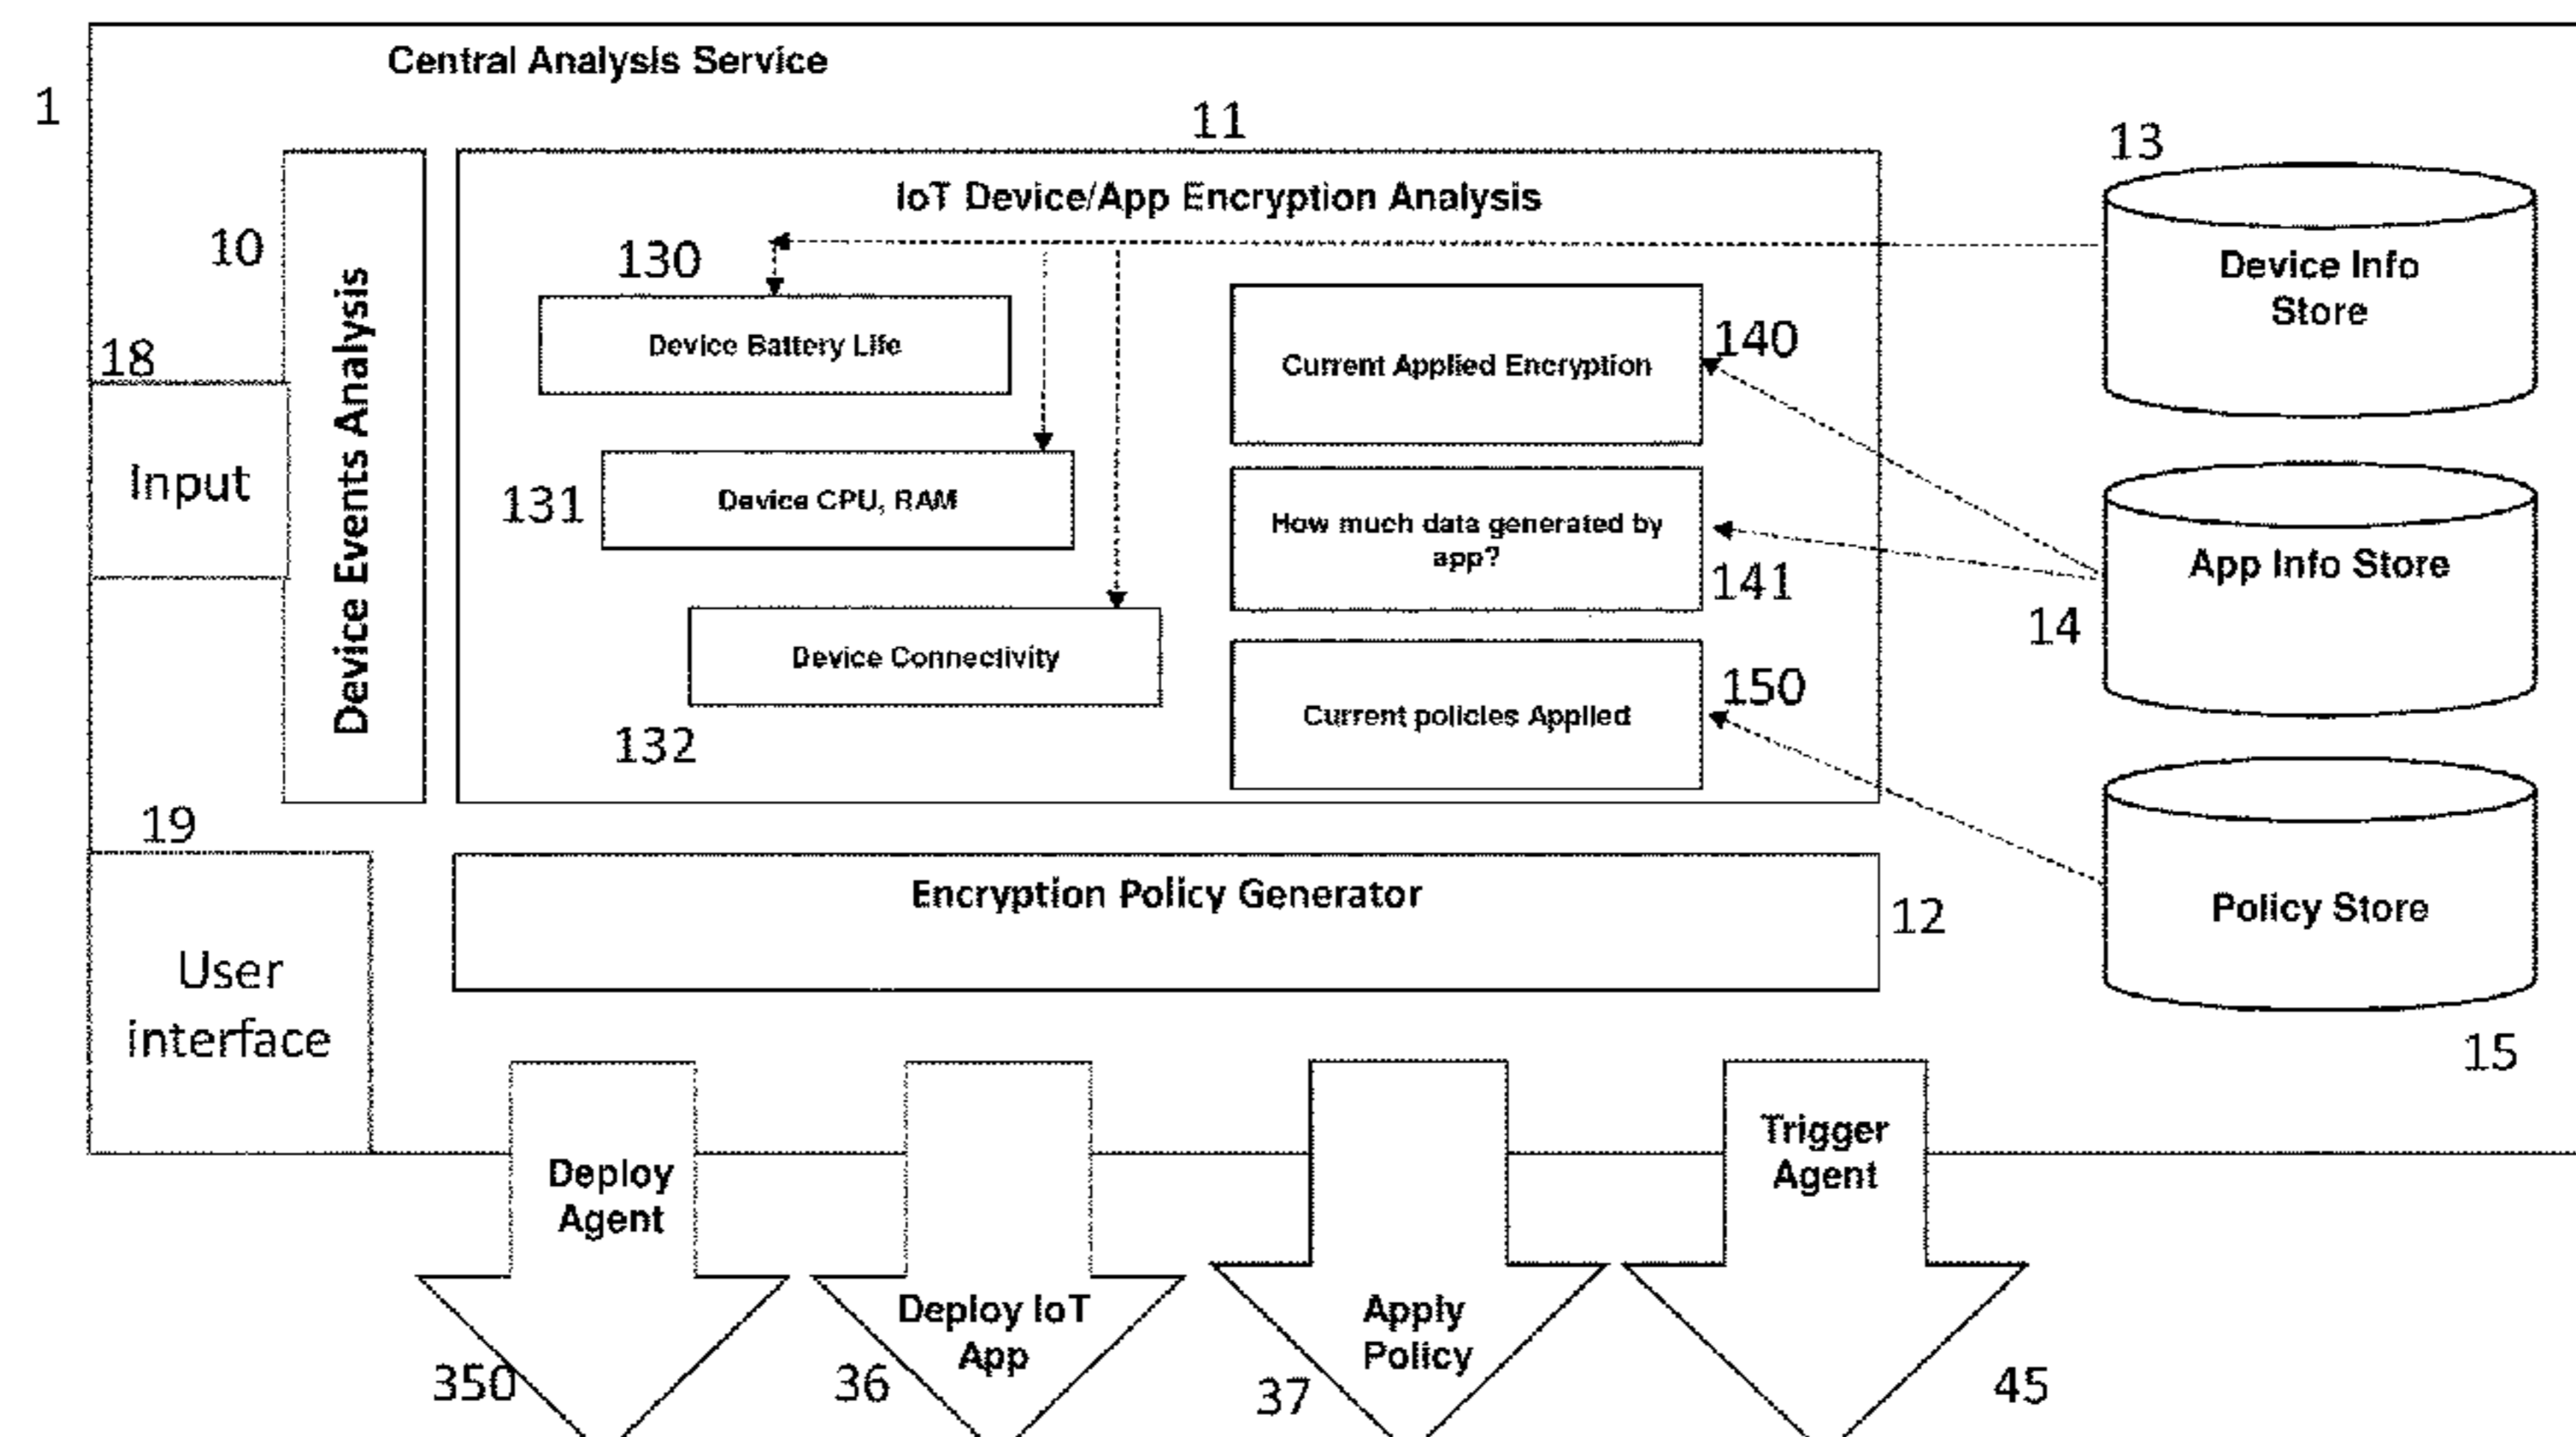 Central Analysis Service
1
11
13
IoT Device/App Encryption Analysis
10
130
Device Info
Store
Device Events Analysis
18
Device Battery Life
140
Current Applied Encryption
Input
131
Device CPU, RAM
How much data generated by
app?
141
App Info Store
14
Device Connectivity
132
150
Current policies Applied
19
Encryption Policy Generator
12
Policy Store
User
interface
15
Deploy
Agent
Trigger
Agent
Deploy IoT
App
Apply
Policy
350
36
37
45